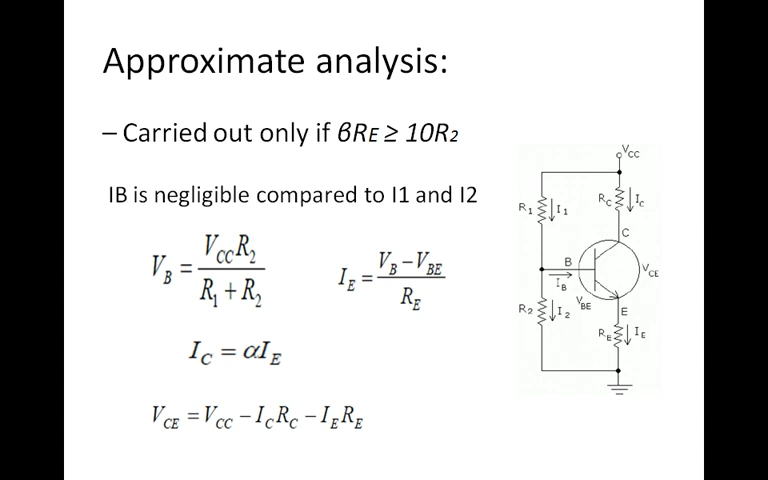 Approximate analysis:
– Carried out only if βRE ≥ 10R2
IB is negligible compared to I1 and I2
VB = VCCR2 / R1 + R2
IE = VB – VBE / RE
IC = αIE
VCE = VCC – ICRC – IERE
VCC
RC IC
R1 I1
C
B
VCE
IB
VBE
R2 I2
E
RE IE